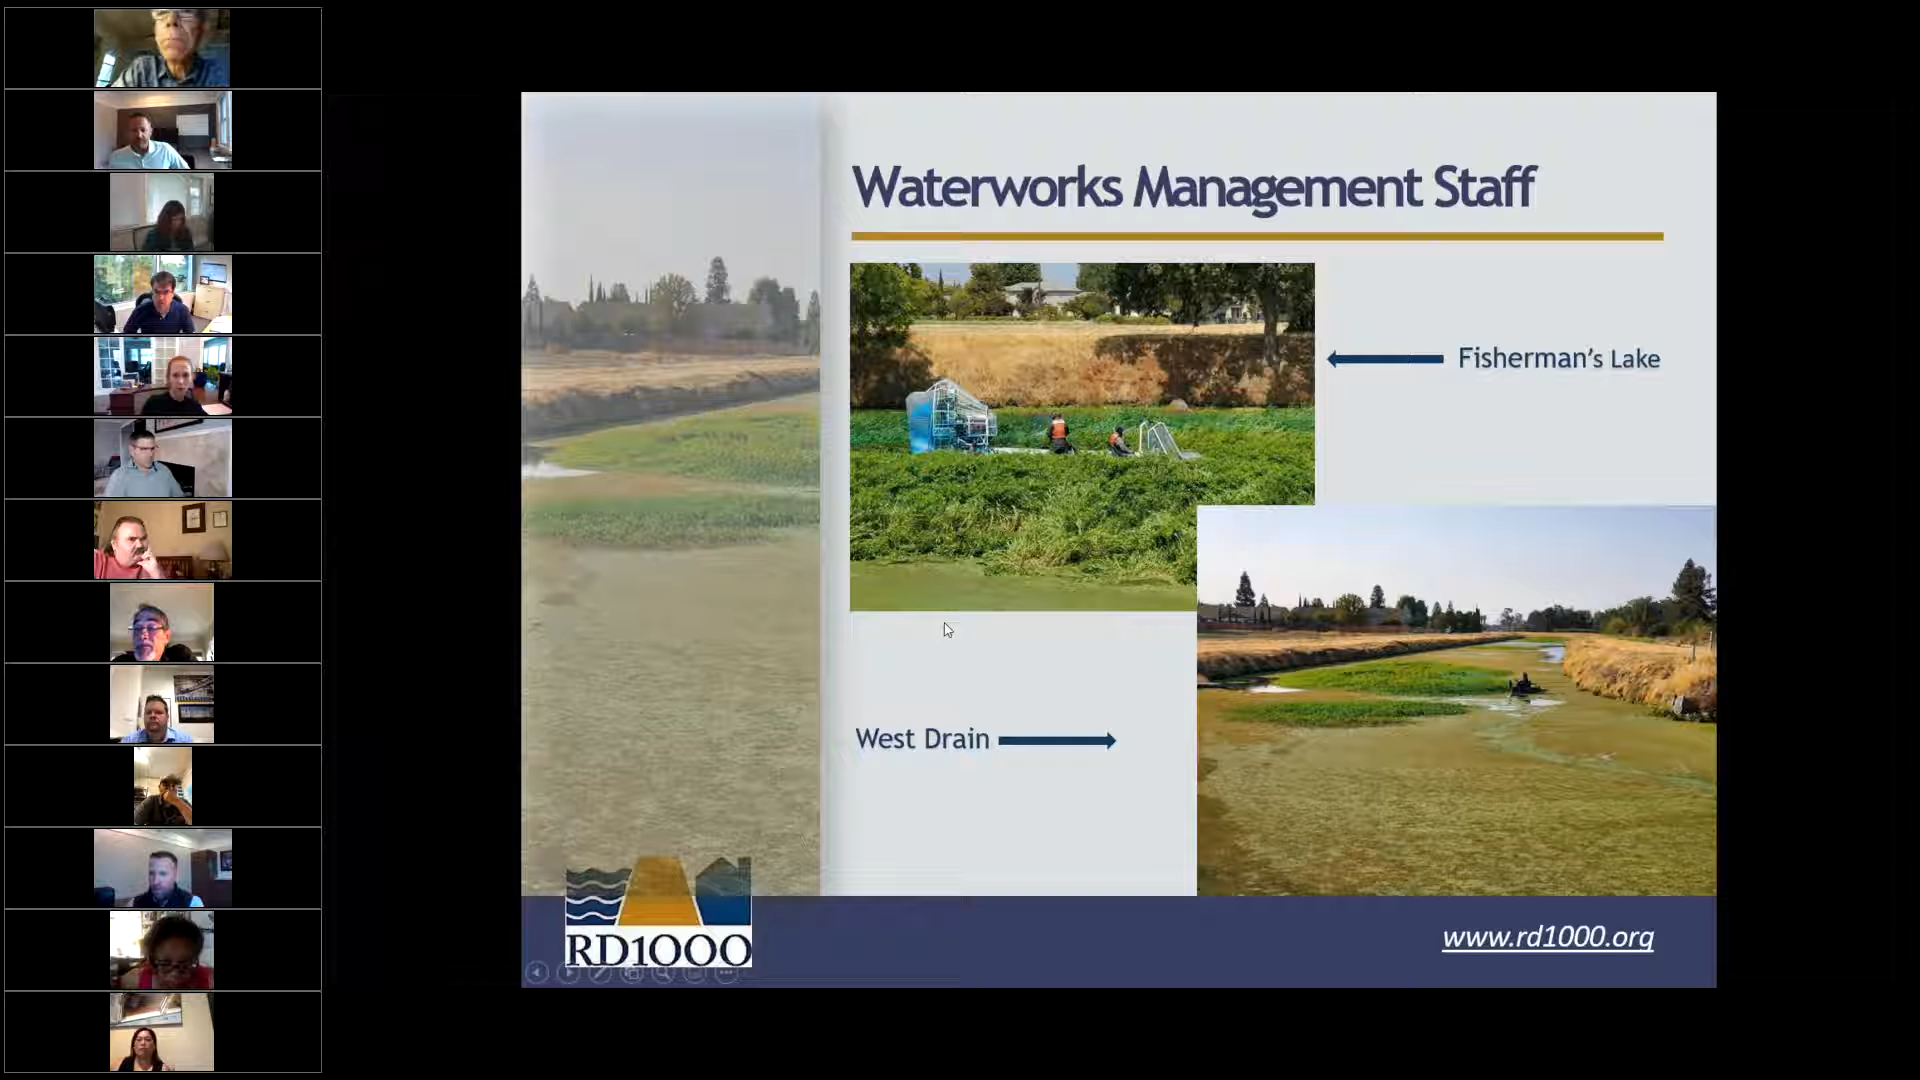 Waterworks Management Staff
Fisherman's Lake
West Drain
RD1000
www.rd1000.org